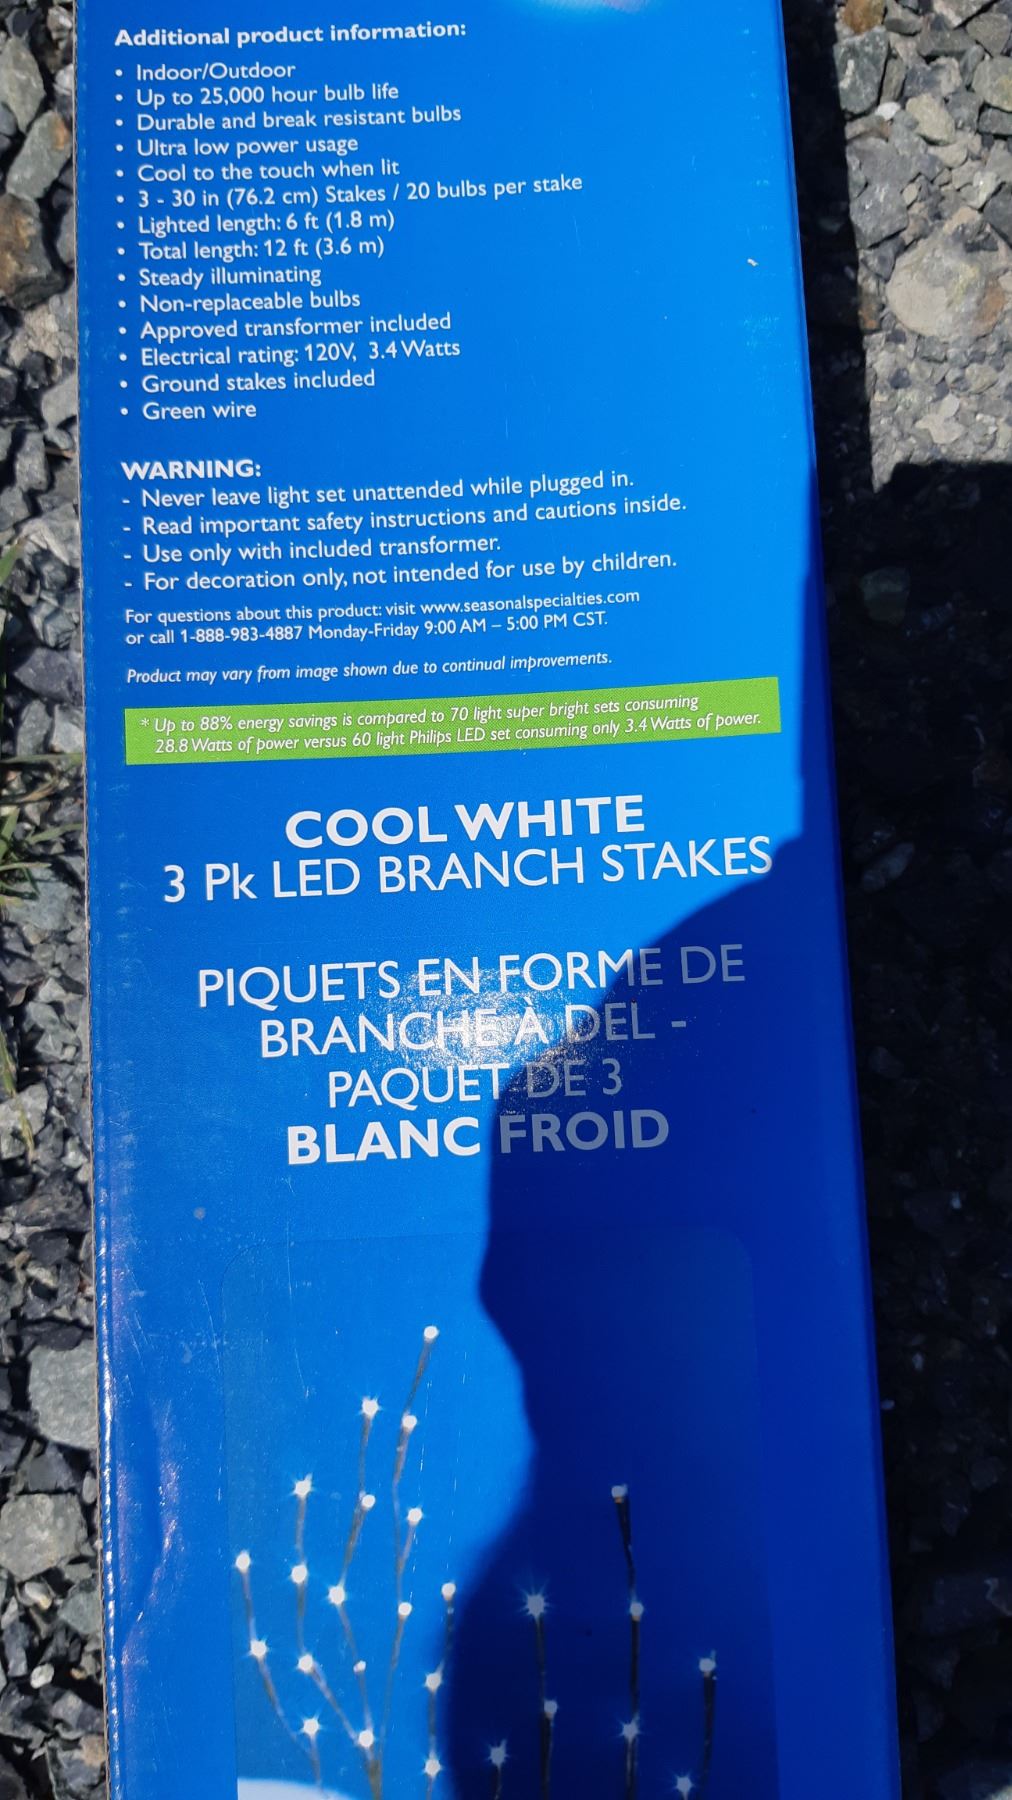 Additional product information:
• Indoor/Outdoor
• Up to 25,000 hour bulb life
• Durable and break resistant bulbs
• Ultra low power usage
• Cool to the touch when lit
• 3 - 30 in (76.2 cm) Stakes / 20 bulbs per stake
• Lighted length: 6 ft (1.8 m)
• Total length: 12 ft (3.6 m)
• Steady illuminating
• Non-replaceable bulbs
• Approved transformer included
• Electrical rating: 120V, 3.4 Watts
• Ground stakes included
• Green wire
WARNING:
- Never leave light set unattended while plugged in.
- Read important safety instructions and cautions inside.
- Use only with included transformer.
- For decoration only, not intended for use by children.
For questions about this product: visit www.seasonalspecialties.com
or call 1-888-983-4887 Monday-Friday 9:00 AM – 5:00 PM CST.
Product may vary from image shown due to continual improvements.
* Up to 88% energy savings is compared to 70 light super bright sets consuming
28.8 Watts of power versus 60 light Philips LED set consuming only 3.4 Watts of power.
COOL WHITE
3 Pk LED BRANCH STAKES
PIQUETS EN FORME DE
BRANCHE À DEL -
PAQUET DE 3
BLANC FROID